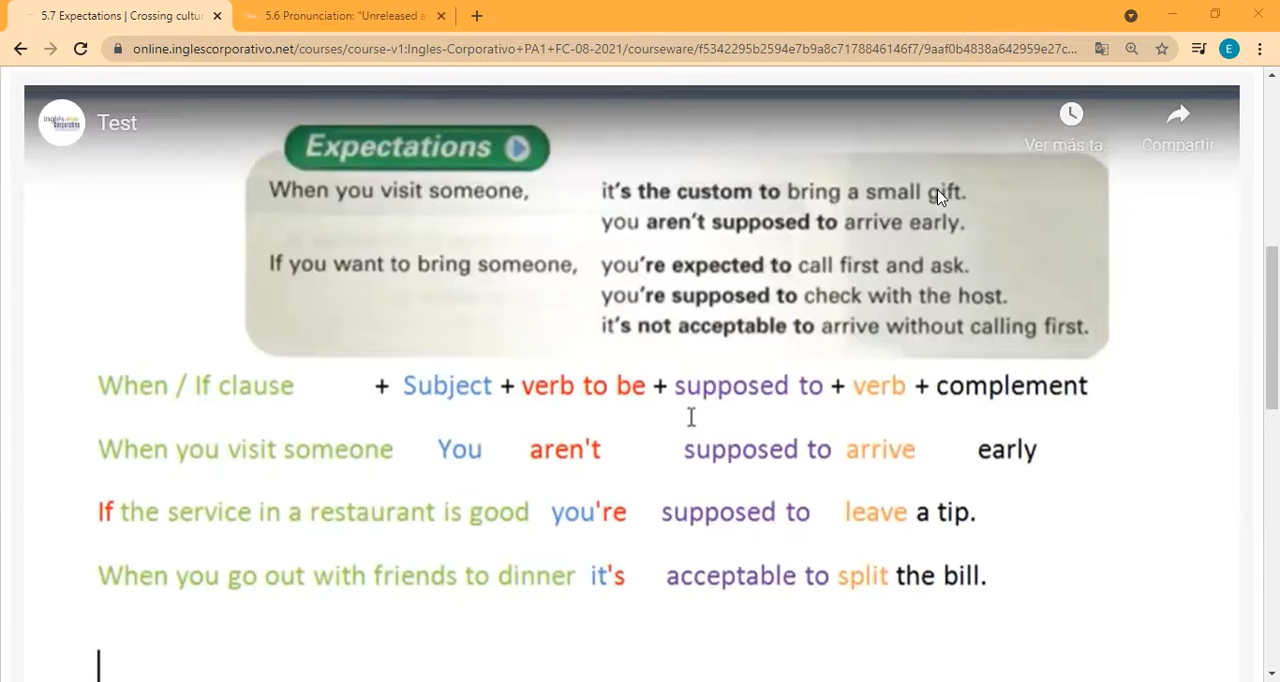 5.7 Expectations | Crossing cultur
5.6 Pronunciation: "Unreleased a
online.inglescorporativo.net/courses/course-v1:Ingles-Corporativo+PA1+FC-08-2021/courseware/f5342295b2594e7b9a8c7178846146f7/9aaf0b4838a642959e27c...
E
Test
Ver más ta...
Compartir
Expectations
When you visit someone, it's the custom to bring a small gift.
you aren't supposed to arrive early.
If you want to bring someone, you're expected to call first and ask.
you're supposed to check with the host.
it's not acceptable to arrive without calling first.
When / If clause + Subject + verb to be + supposed to + verb + complement
When you visit someone You aren't supposed to arrive early
If the service in a restaurant is good you're supposed to leave a tip.
When you go out with friends to dinner it's acceptable to split the bill.